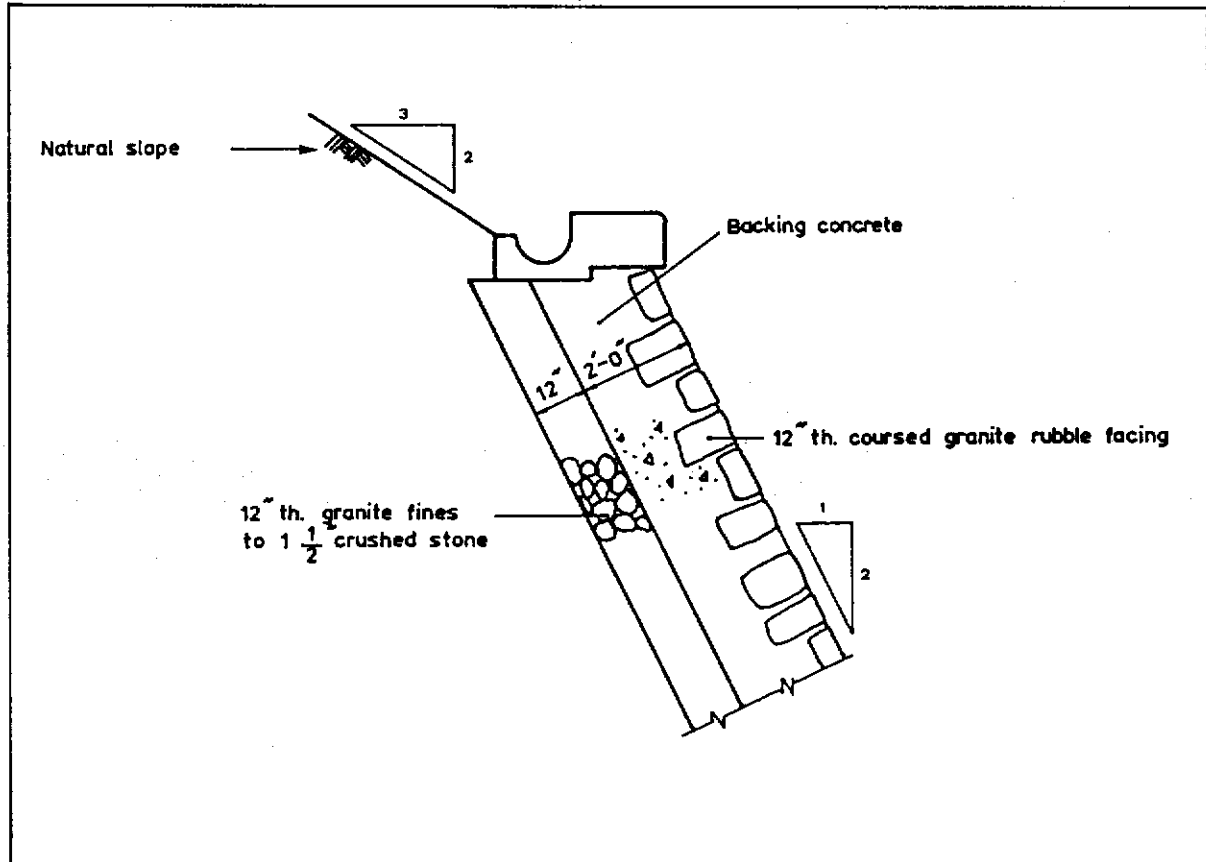 3
Natural slope
2
Backing concrete
12"
2'-0"
12" th. coursed granite rubble facing
12" th. granite fines
to 1 1/2" crushed stone
1
2
N
N